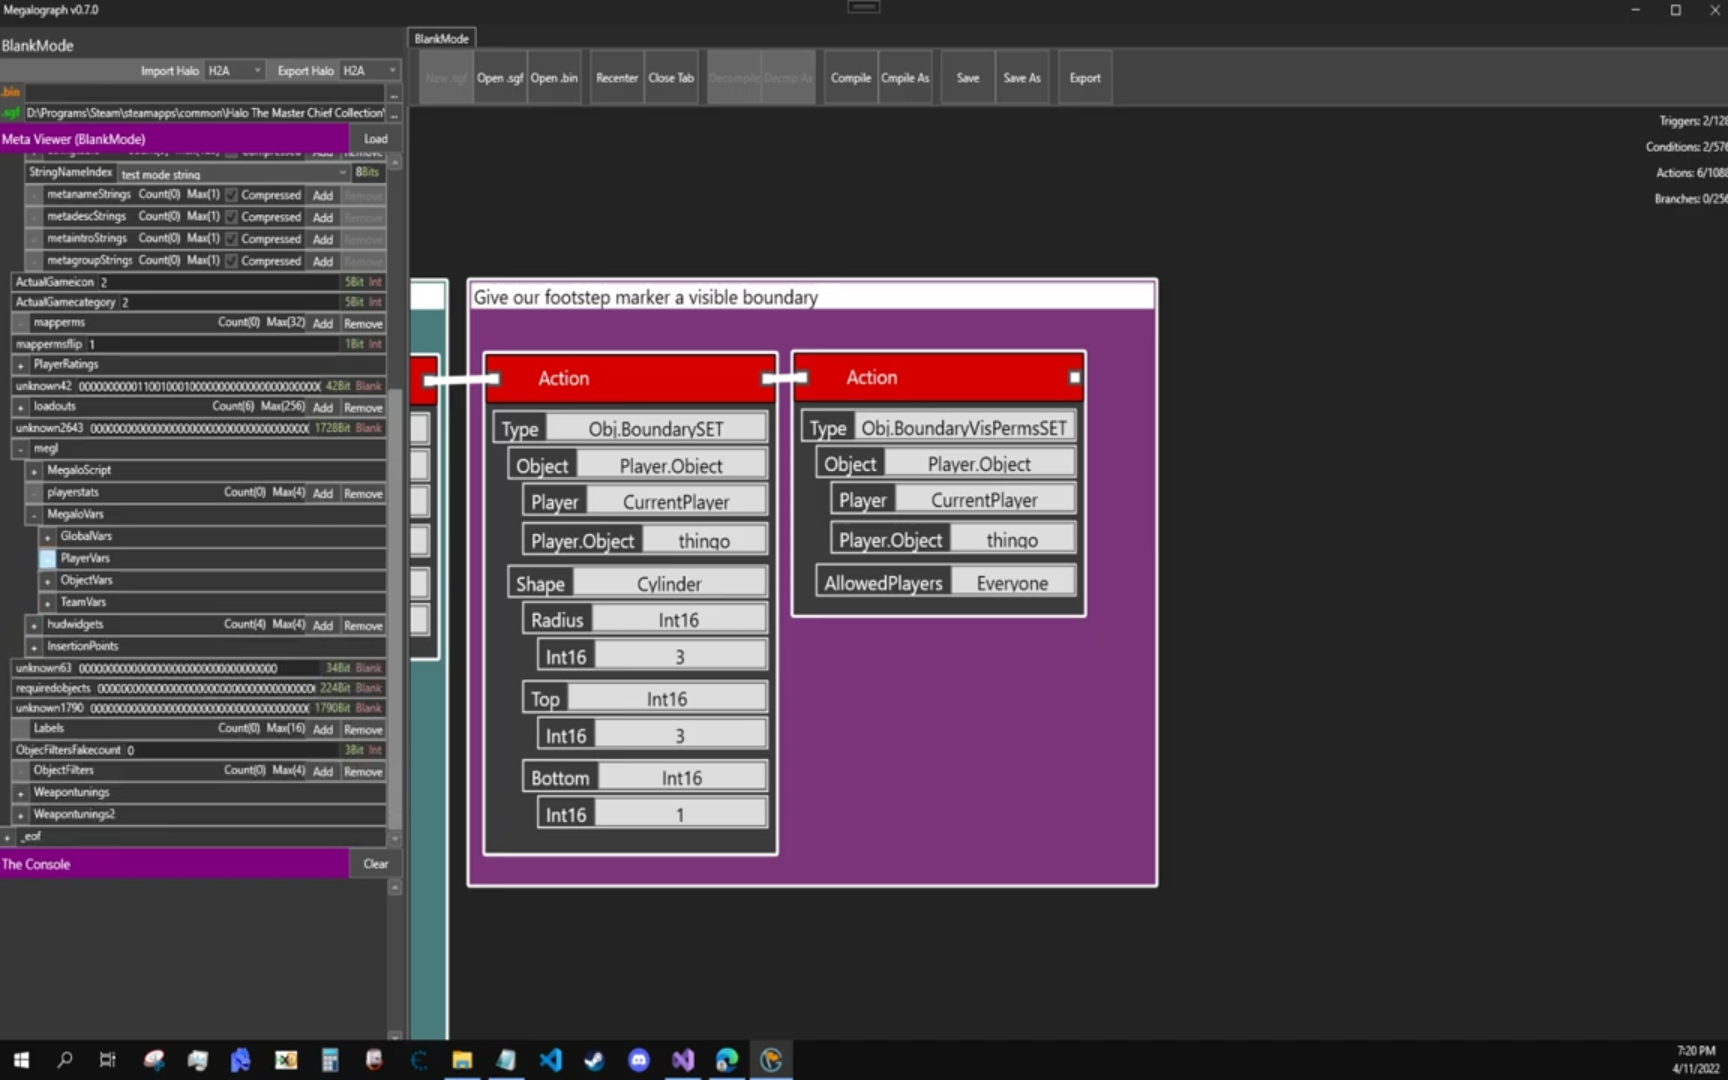 Megalograph v0.7.0
BlankMode
Import Halo H2A Export Halo H2A
.bin ...
.sgf D:\Programs\Steam\steamapps\common\Halo The Master Chief Collection\ ...
Meta Viewer (BlankMode) Load
StringNameIndex test mode string 8Bits
metanameStrings Count(0) Max(1) Compressed Add Remove
metadescStrings Count(0) Max(1) Compressed Add Remove
metaintroStrings Count(0) Max(1) Compressed Add Remove
metagroupStrings Count(0) Max(1) Compressed Add Remove
ActualGameicon 2 5Bit Int
ActualGamecategory 2 5Bit Int
mapperms Count(0) Max(32) Add Remove
mappermsflip 1 1Bit Int
+ PlayerRatings
unknown42 42Bit Blank
+ loadouts Count(6) Max(256) Add Remove
unknown2643 1728Bit Blank
- megl
+ MegaloScript
playerstats Count(0) Max(4) Add Remove
- MegaloVars
+ GlobalVars
PlayerVars
+ ObjectVars
+ TeamVars
+ hudwidgets Count(4) Max(4) Add Remove
+ InsertionPoints
unknown63 34Bit Blank
requiredobjects 224Bit Blank
unknown1790 1790Bit Blank
Labels Count(0) Max(16) Add Remove
ObjecFiltersFakecount 0 3Bit Int
ObjectFilters Count(0) Max(4) Add Remove
+ Weapontunings
+ Weapontunings2
+ _eof
The Console Clear
BlankMode
New .sgf Open .sgf Open .bin Recenter Close Tab Decompile Decmp As Compile Cmpile As Save Save As Export
Triggers: 2/128
Conditions: 2/576
Actions: 6/1088
Branches: 0/256
Give our footstep marker a visible boundary
Action
Type Obj.BoundarySET
Object Player.Object
Player CurrentPlayer
Player.Object thingo
Shape Cylinder
Radius Int16
Int16 3
Top Int16
Int16 3
Bottom Int16
Int16 1
Action
Type Obj.BoundaryVisPermsSET
Object Player.Object
Player CurrentPlayer
Player.Object thingo
AllowedPlayers Everyone
7:20 PM
4/11/2022